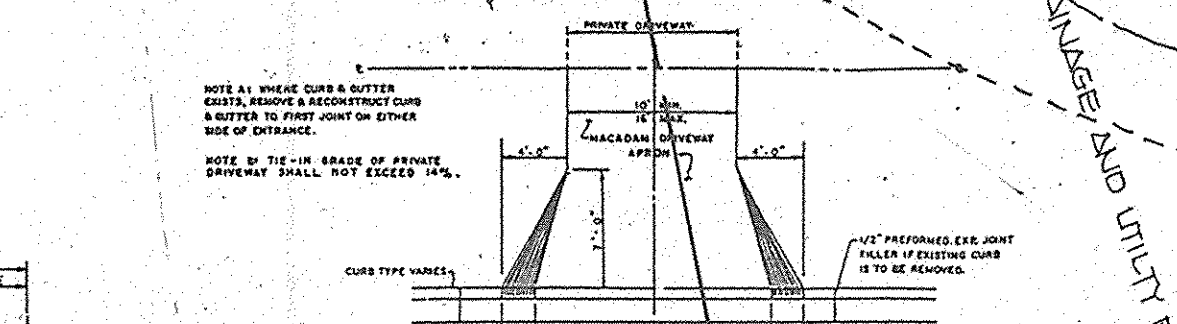 PRIVATE DRIVEWAY
NOTE A: WHERE CURB & GUTTER
EXISTS, REMOVE & RECONSTRUCT CURB
& GUTTER TO FIRST JOINT ON EITHER
SIDE OF ENTRANCE.
NOTE B: TIE-IN GRADE OF PRIVATE
DRIVEWAY SHALL NOT EXCEED 14%.
10' MIN.
16' MAX.
MACADAM DRIVEWAY
APRON
4'-0"
4'-0"
7'-0"
CURB TYPE VARIES
1/2" PREFORMED EXP. JOINT
FILLER IF EXISTING CURB
IS TO BE REMOVED.
AND UTILTY